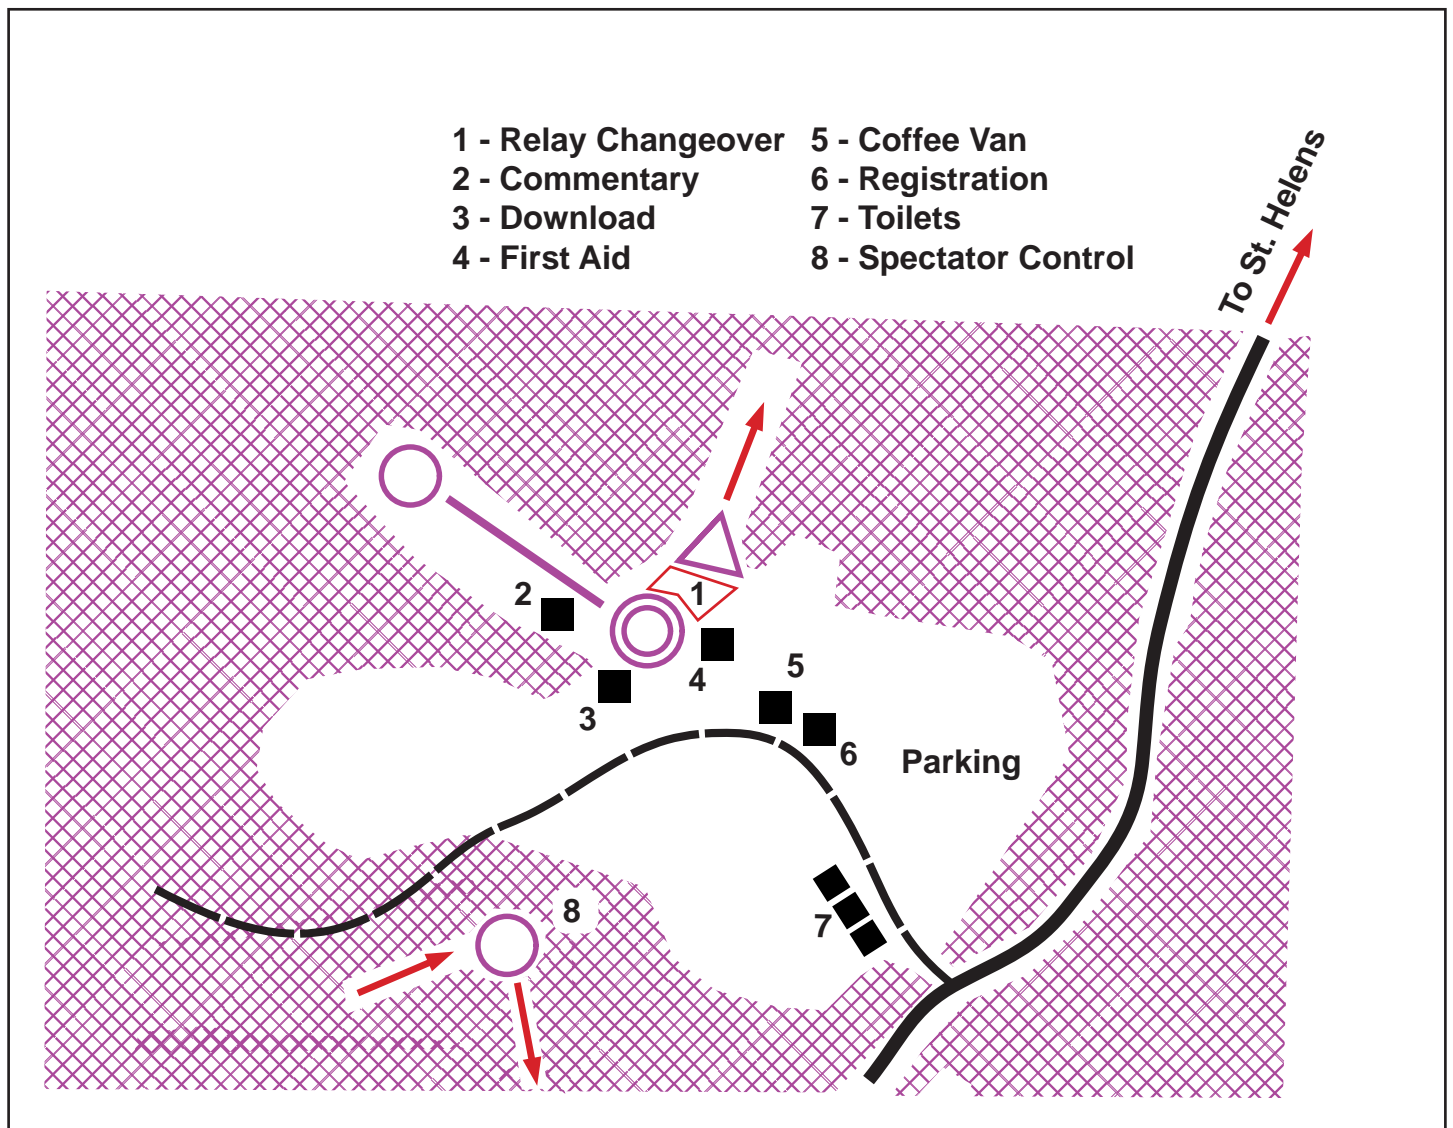 1 - Relay Changeover
2 - Commentary
3 - Download
4 - First Aid
5 - Coffee Van
6 - Registration
7 - Toilets
8 - Spectator Control
To St. Helens
1
2
3
4
5
6
Parking
7
8